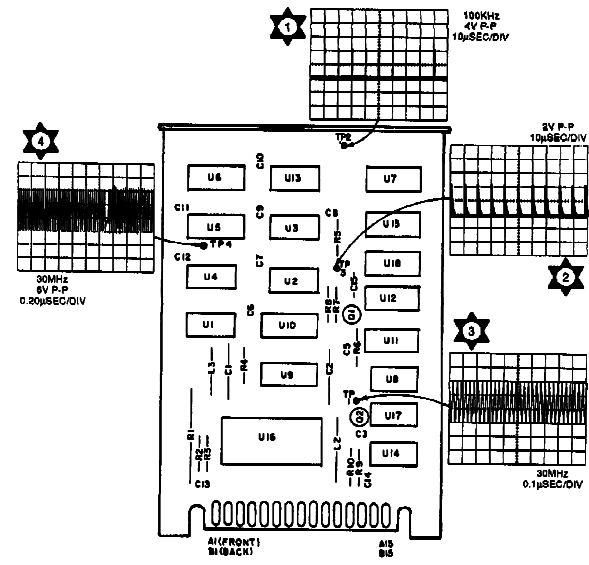 1
100KHz
4V P-P
10µSEC/DIV
4
30MHz
6V P-P
0.20µSEC/DIV
2V P-P
10µSEC/DIV
2
3
30MHz
0.1µSEC/DIV
TP2
C10
U6
U13
U7
C11
C9
C8
U5
U3
R5
U15
TP4
C12
C7
TP
U18
U4
U2
C15
U12
R8
R7
Q1
C6
U1
U10
C5
R6
U11
L3
C1
R4
U9
C2
U8
TP
R1
Q2
U17
U16
L2
C3
R2
R3
R10
R9
U14
C13
C14
A1(FRONT)
B1(BACK)
A15
B15